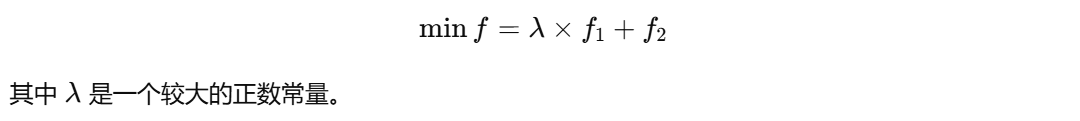 min f = λ × f₁ + f₂
其中 λ 是一个较大的正数常量。